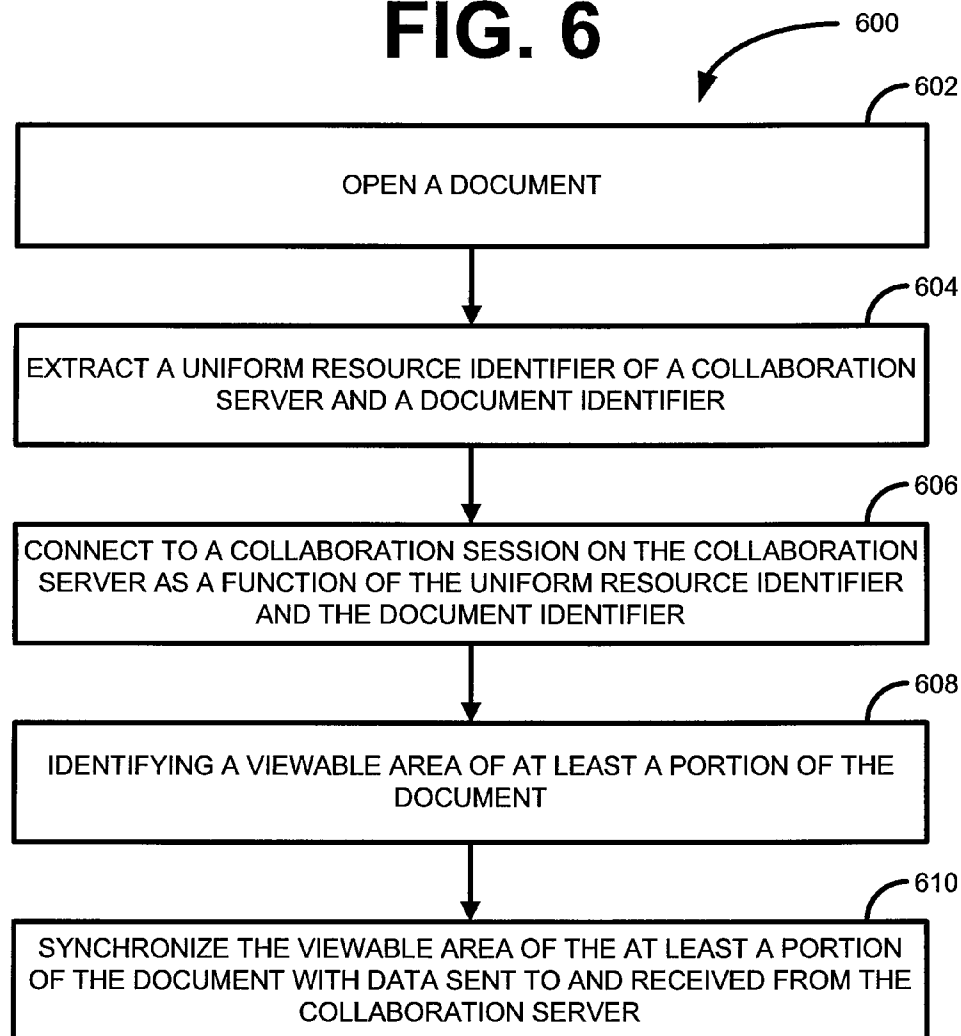 FIG. 6
600
602
OPEN A DOCUMENT
604
EXTRACT A UNIFORM RESOURCE IDENTIFIER OF A COLLABORATION
SERVER AND A DOCUMENT IDENTIFIER
606
CONNECT TO A COLLABORATION SESSION ON THE COLLABORATION
SERVER AS A FUNCTION OF THE UNIFORM RESOURCE IDENTIFIER
AND THE DOCUMENT IDENTIFIER
608
IDENTIFYING A VIEWABLE AREA OF AT LEAST A PORTION OF THE
DOCUMENT
610
SYNCHRONIZE THE VIEWABLE AREA OF THE AT LEAST A PORTION
OF THE DOCUMENT WITH DATA SENT TO AND RECEIVED FROM THE
COLLABORATION SERVER